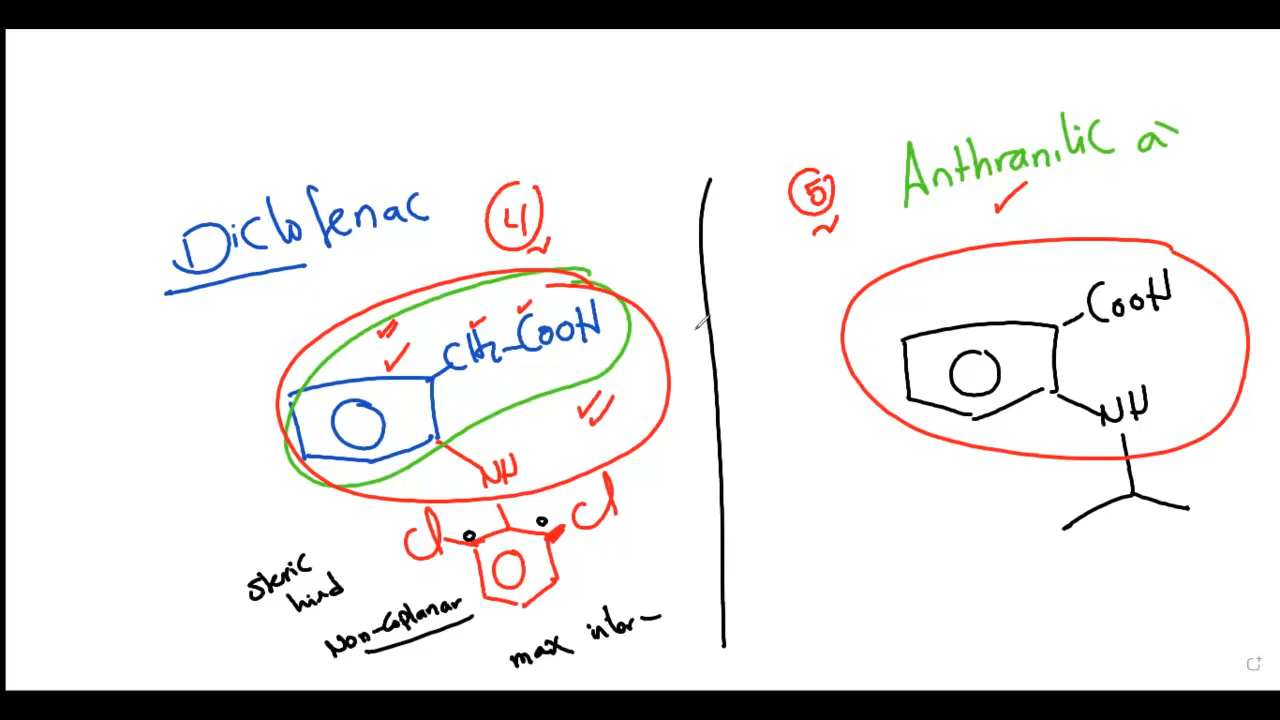 Diclofenac
4
CH2-COOH
NH
Cl
Cl
Steric
hind
Non-Coplanar
max inter-
5
Anthranilic a
COOH
NH